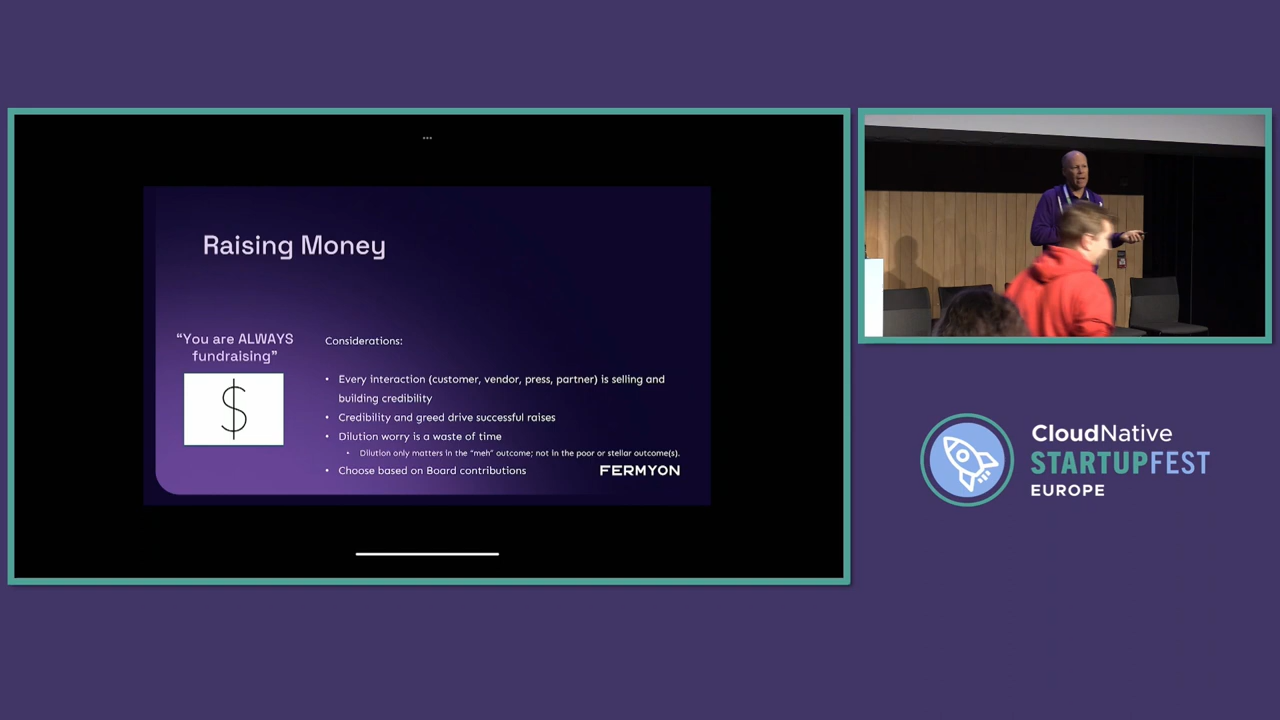 Raising Money
“You are ALWAYS
fundraising”
$
Considerations:
• Every interaction (customer, vendor, press, partner) is selling and
building credibility
• Credibility and greed drive successful raises
• Dilution worry is a waste of time
• Dilution only matters in the “meh” outcome; not in the poor or stellar outcome(s).
• Choose based on Board contributions
FERMYON
CloudNative
STARTUPFEST
EUROPE